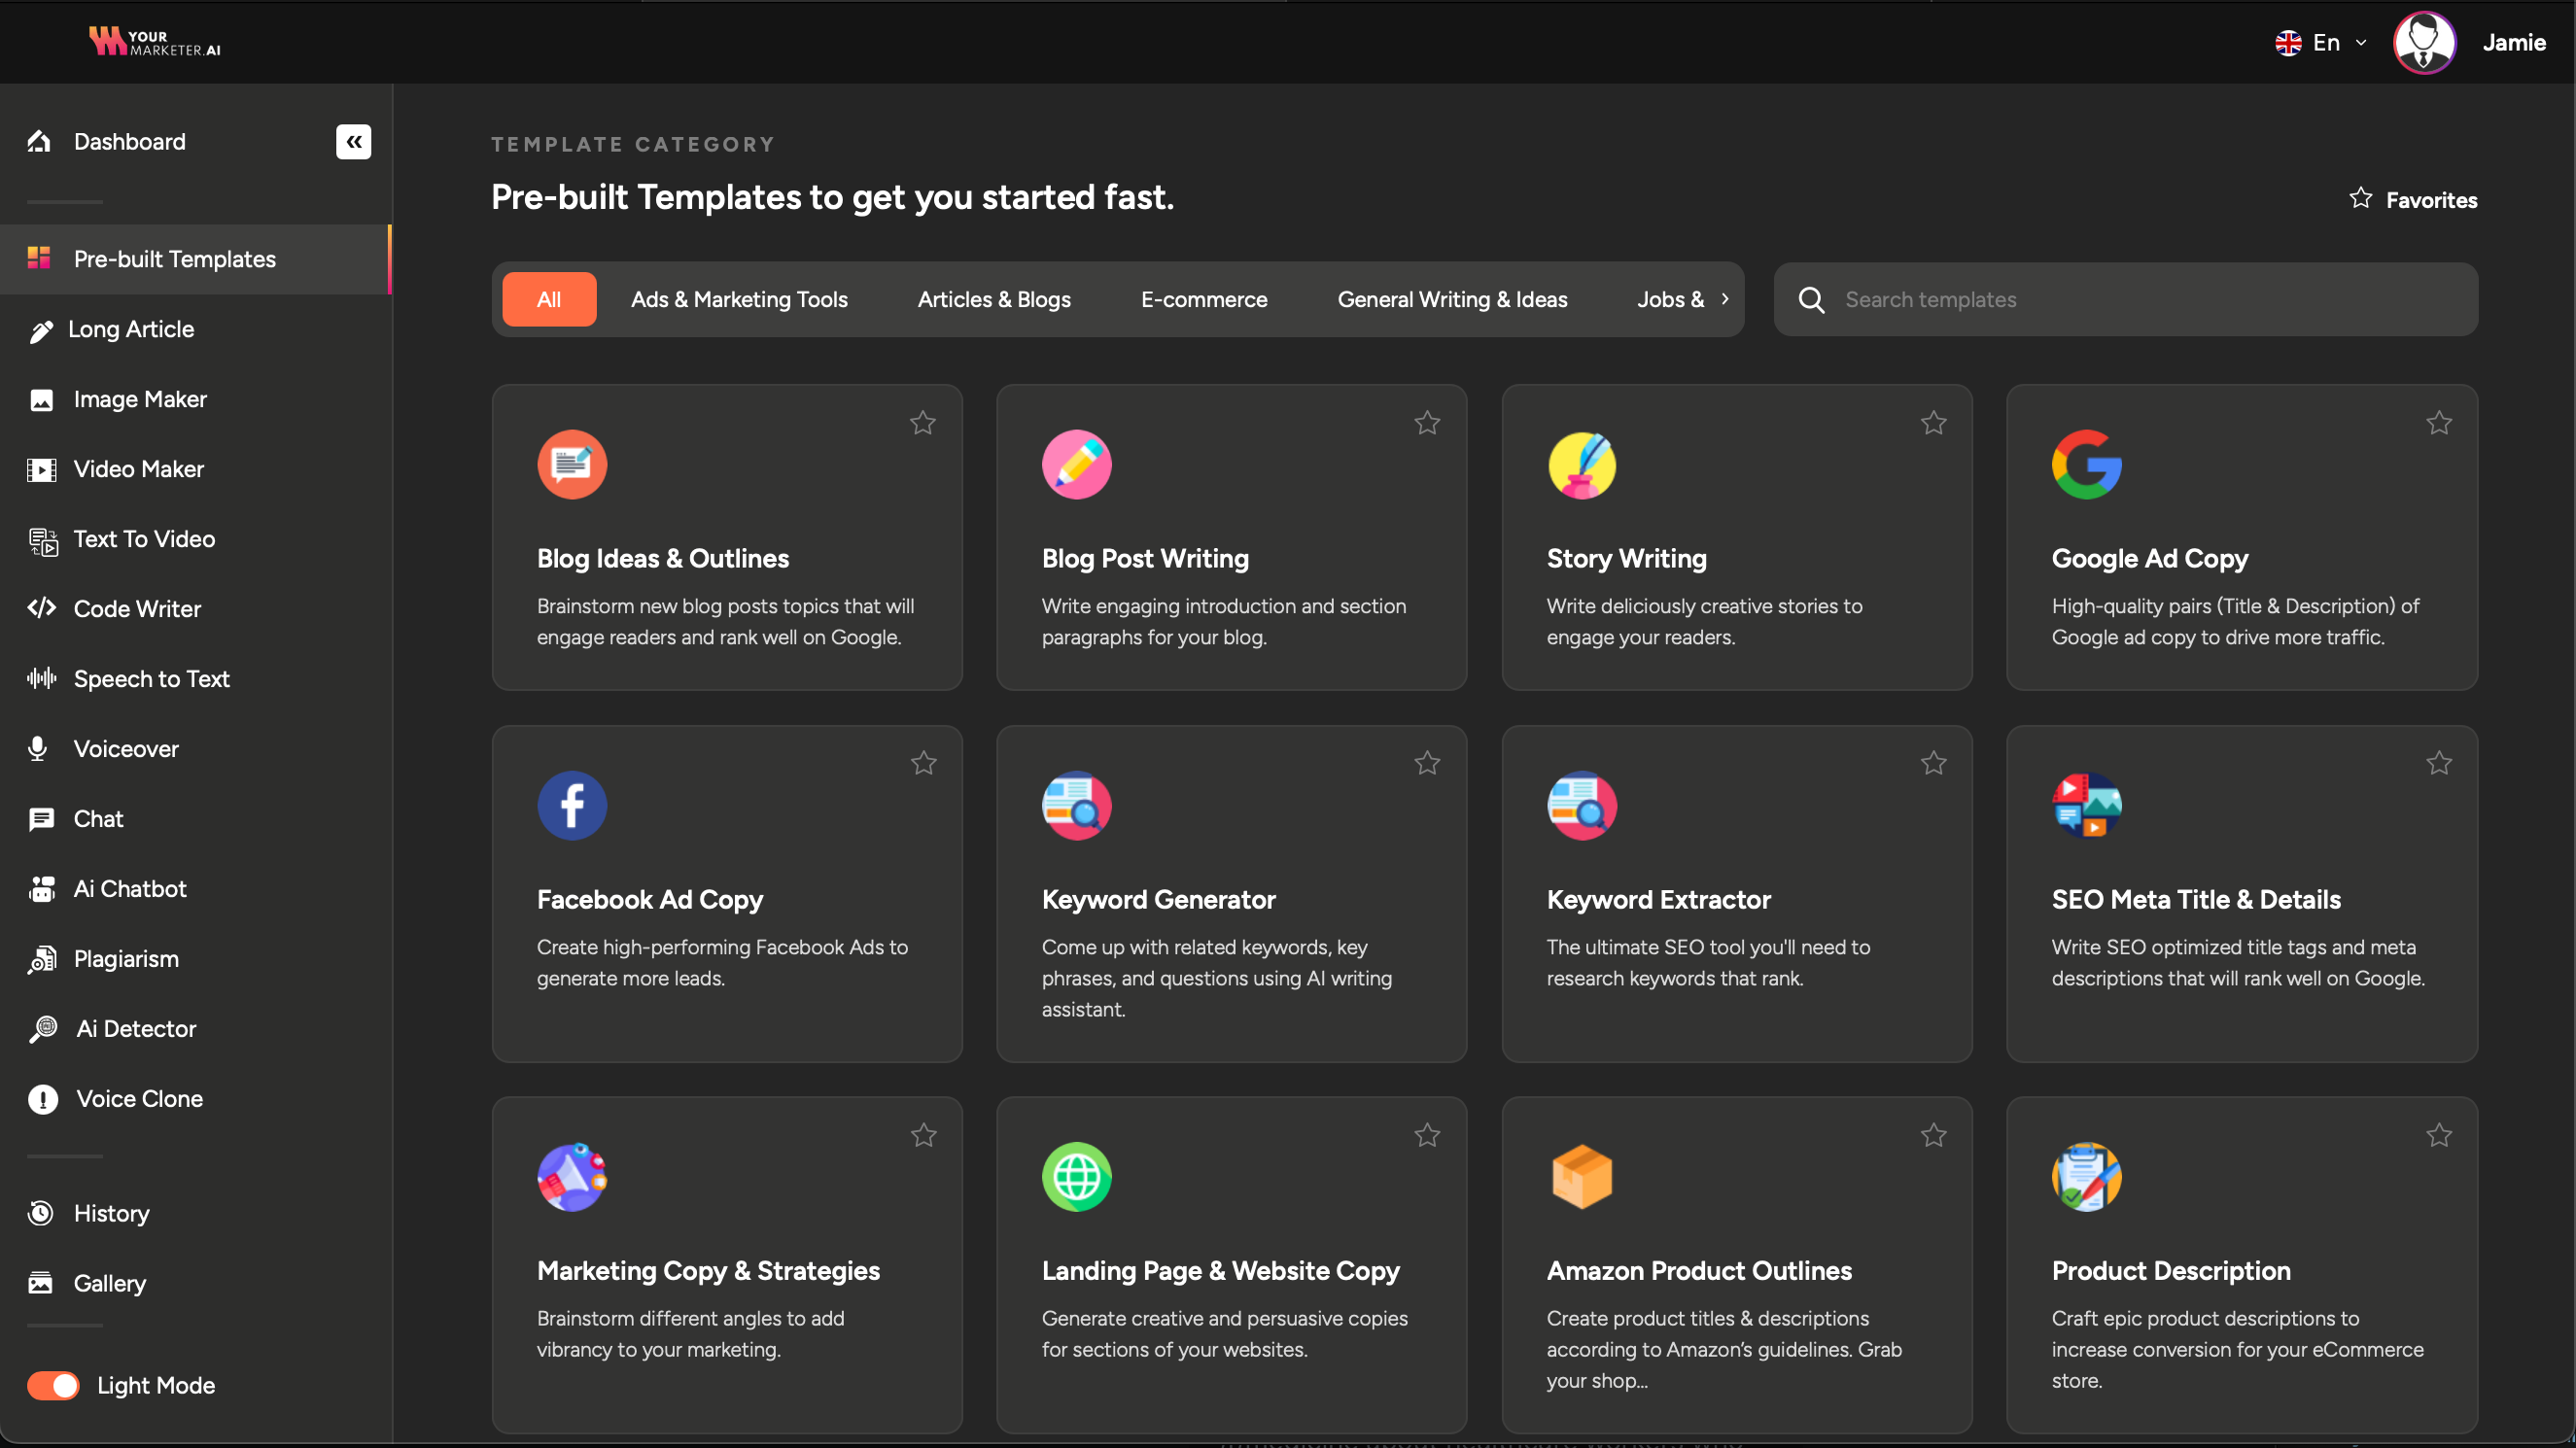 YOUR
MARKETER.AI
En
Jamie
Dashboard
Pre-built Templates
Long Article
Image Maker
Video Maker
Text To Video
Code Writer
Speech to Text
Voiceover
Chat
Ai Chatbot
Plagiarism
Ai Detector
Voice Clone
History
Gallery
Light Mode
TEMPLATE CATEGORY
Pre-built Templates to get you started fast.
Favorites
All
Ads & Marketing Tools
Articles & Blogs
E-commerce
General Writing & Ideas
Jobs &
Search templates
Blog Ideas & Outlines
Brainstorm new blog posts topics that will
engage readers and rank well on Google.
Blog Post Writing
Write engaging introduction and section
paragraphs for your blog.
Story Writing
Write deliciously creative stories to
engage your readers.
Google Ad Copy
High-quality pairs (Title & Description) of
Google ad copy to drive more traffic.
Facebook Ad Copy
Create high-performing Facebook Ads to
generate more leads.
Keyword Generator
Come up with related keywords, key
phrases, and questions using AI writing
assistant.
Keyword Extractor
The ultimate SEO tool you'll need to
research keywords that rank.
SEO Meta Title & Details
Write SEO optimized title tags and meta
descriptions that will rank well on Google.
Marketing Copy & Strategies
Brainstorm different angles to add
vibrancy to your marketing.
Landing Page & Website Copy
Generate creative and persuasive copies
for sections of your websites.
Amazon Product Outlines
Create product titles & descriptions
according to Amazon’s guidelines. Grab
your shop...
Product Description
Craft epic product descriptions to
increase conversion for your eCommerce
store.